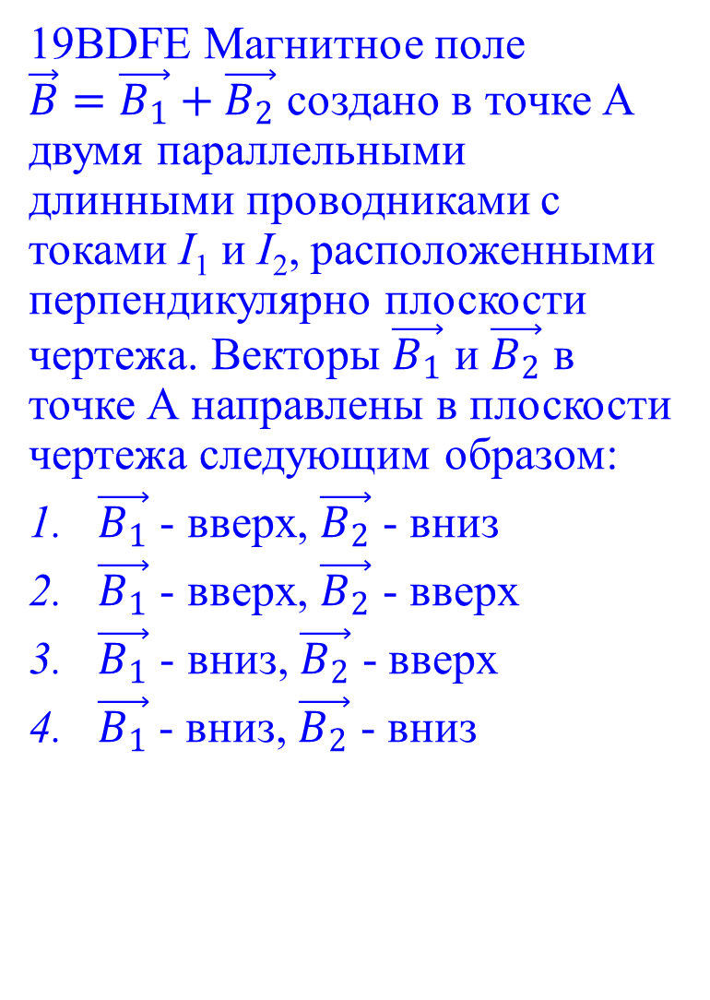 19BDFE Магнитное поле
$\overrightarrow{B} = \overrightarrow{B_1} + \overrightarrow{B_2}$ создано в точке А
двумя параллельными
длинными проводниками с
токами $I_1$ и $I_2$, расположенными
перпендикулярно плоскости
чертежа. Векторы $\overrightarrow{B_1}$ и $\overrightarrow{B_2}$ в
точке А направлены в плоскости
чертежа следующим образом:
1. $\overrightarrow{B_1}$ - вверх, $\overrightarrow{B_2}$ - вниз
2. $\overrightarrow{B_1}$ - вверх, $\overrightarrow{B_2}$ - вверх
3. $\overrightarrow{B_1}$ - вниз, $\overrightarrow{B_2}$ - вверх
4. $\overrightarrow{B_1}$ - вниз, $\overrightarrow{B_2}$ - вниз